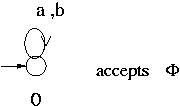 a ,b
accepts Φ
0